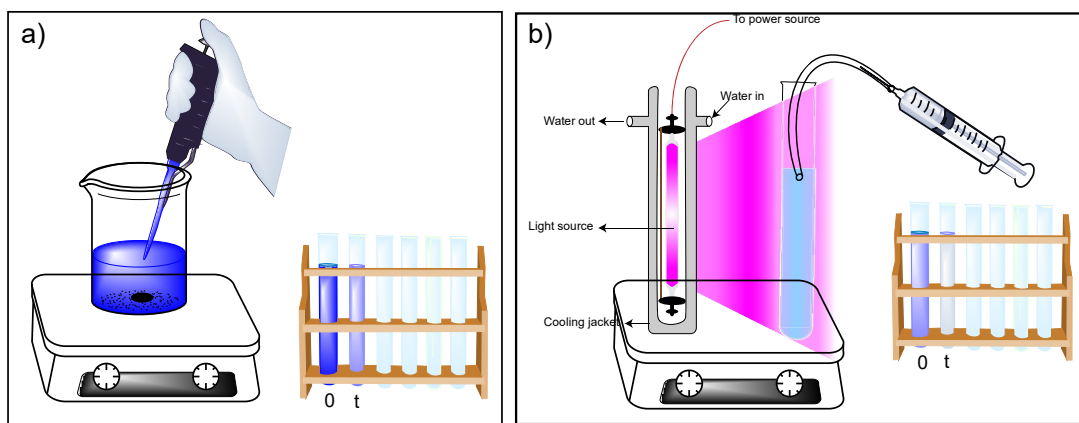 a)
0 t
b)
To power source
Water in
Water out
Light source
Cooling jacket
0 t